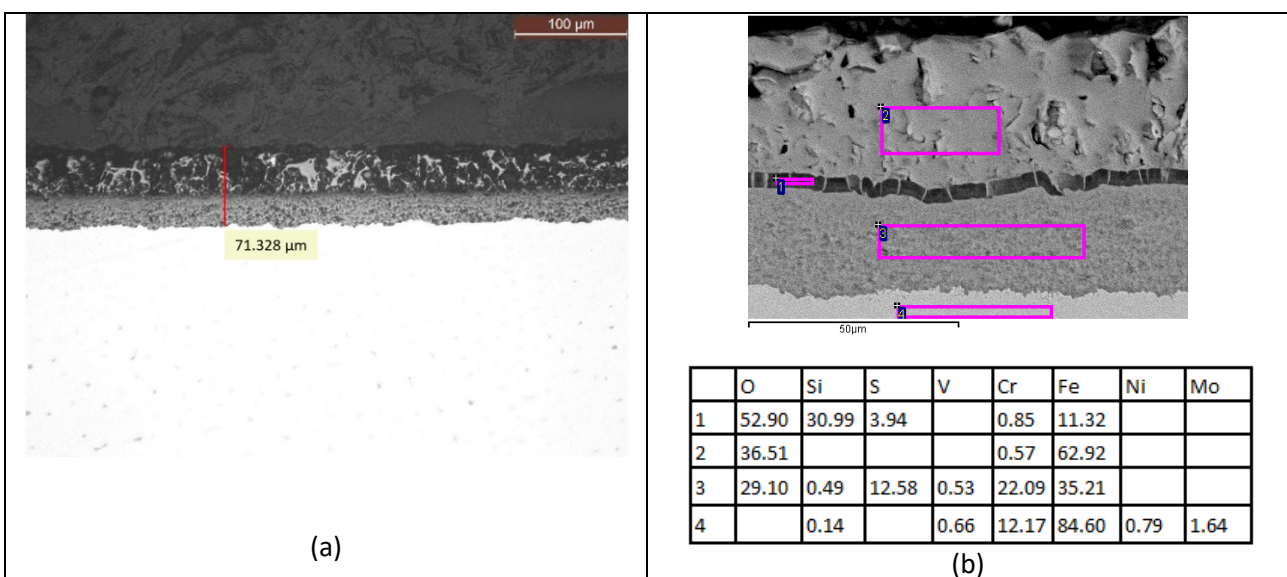 100 µm
71.328 µm
(a)
2
1
3
4
50µm
O Si S V Cr Fe Ni Mo
1 52.90 30.99 3.94 0.85 11.32
2 36.51 0.57 62.92
3 29.10 0.49 12.58 0.53 22.09 35.21
4 0.14 0.66 12.17 84.60 0.79 1.64
(b)